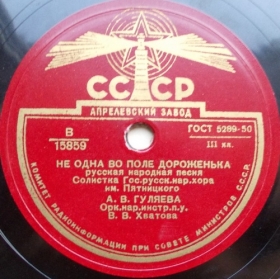 СССР
АПРЕЛЕВСКИЙ ЗАВОД
В
15859
ГОСТ 5289-50
III кл.
НЕ ОДНА ВО ПОЛЕ ДОРОЖЕНЬКА
русская народная песня
Солистка Гос.русск.нар.хора
им. Пятницкого
А. В. ГУЛЯЕВА
Орк.нар.инстр.п.у.
В. В. Хватова
КОМИТЕТ РАДИОИНФОРМАЦИИ ПРИ СОВЕТЕ МИНИСТРОВ СССР